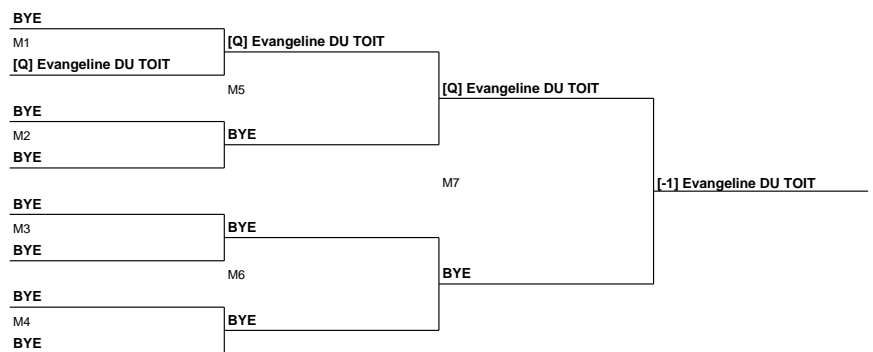 BYE
M1
[Q] Evangeline DU TOIT
[Q] Evangeline DU TOIT
M5
BYE
M2
BYE
BYE
[Q] Evangeline DU TOIT
M7
[-1] Evangeline DU TOIT
BYE
M3
BYE
BYE
M6
BYE
M4
BYE
BYE
BYE